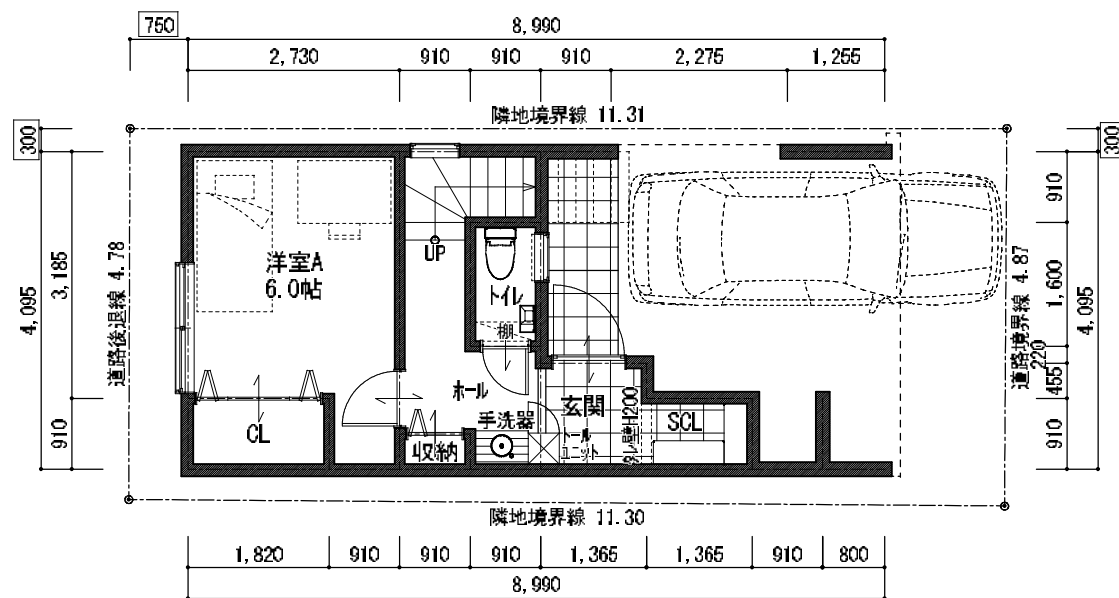 750
8,990
2,730
910
910
910
2,275
1,255
隣地境界線 11.31
300
300
3,185
4,095
910
道路後退線 4.78
洋室A
6.0帖
UP
トイレ
棚
CL
ホール
収納
手洗器
玄関
トール
ユニット
タレ壁H200
SCL
道路境界線 4.87
910
1,600
220
455
910
4,095
隣地境界線 11.30
1,820
910
910
910
1,365
1,365
910
800
8,990